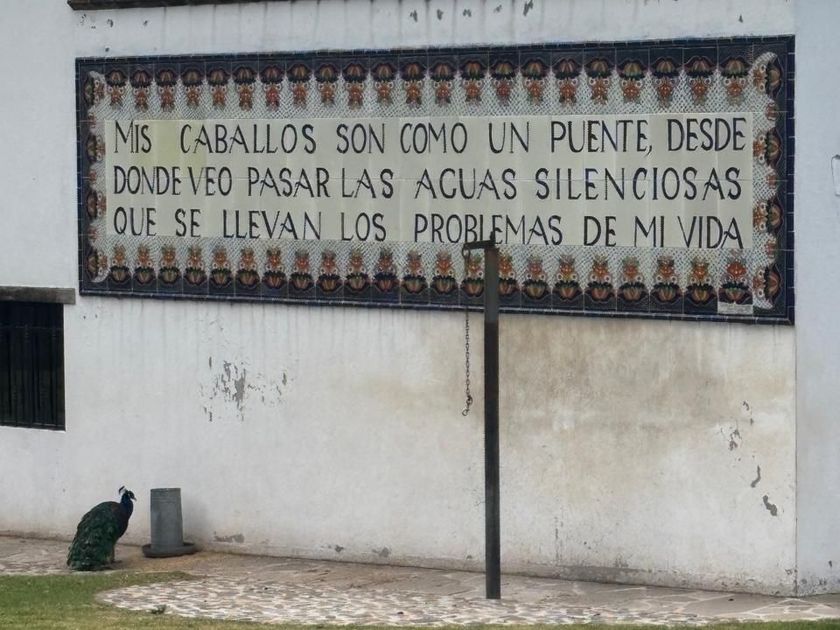 MIS CABALLOS SON COMO UN PUENTE, DESDE
DONDE VEO PASAR LAS AGUAS SILENCIOSAS
QUE SE LLEVAN LOS PROBLEMAS DE MI VIDA